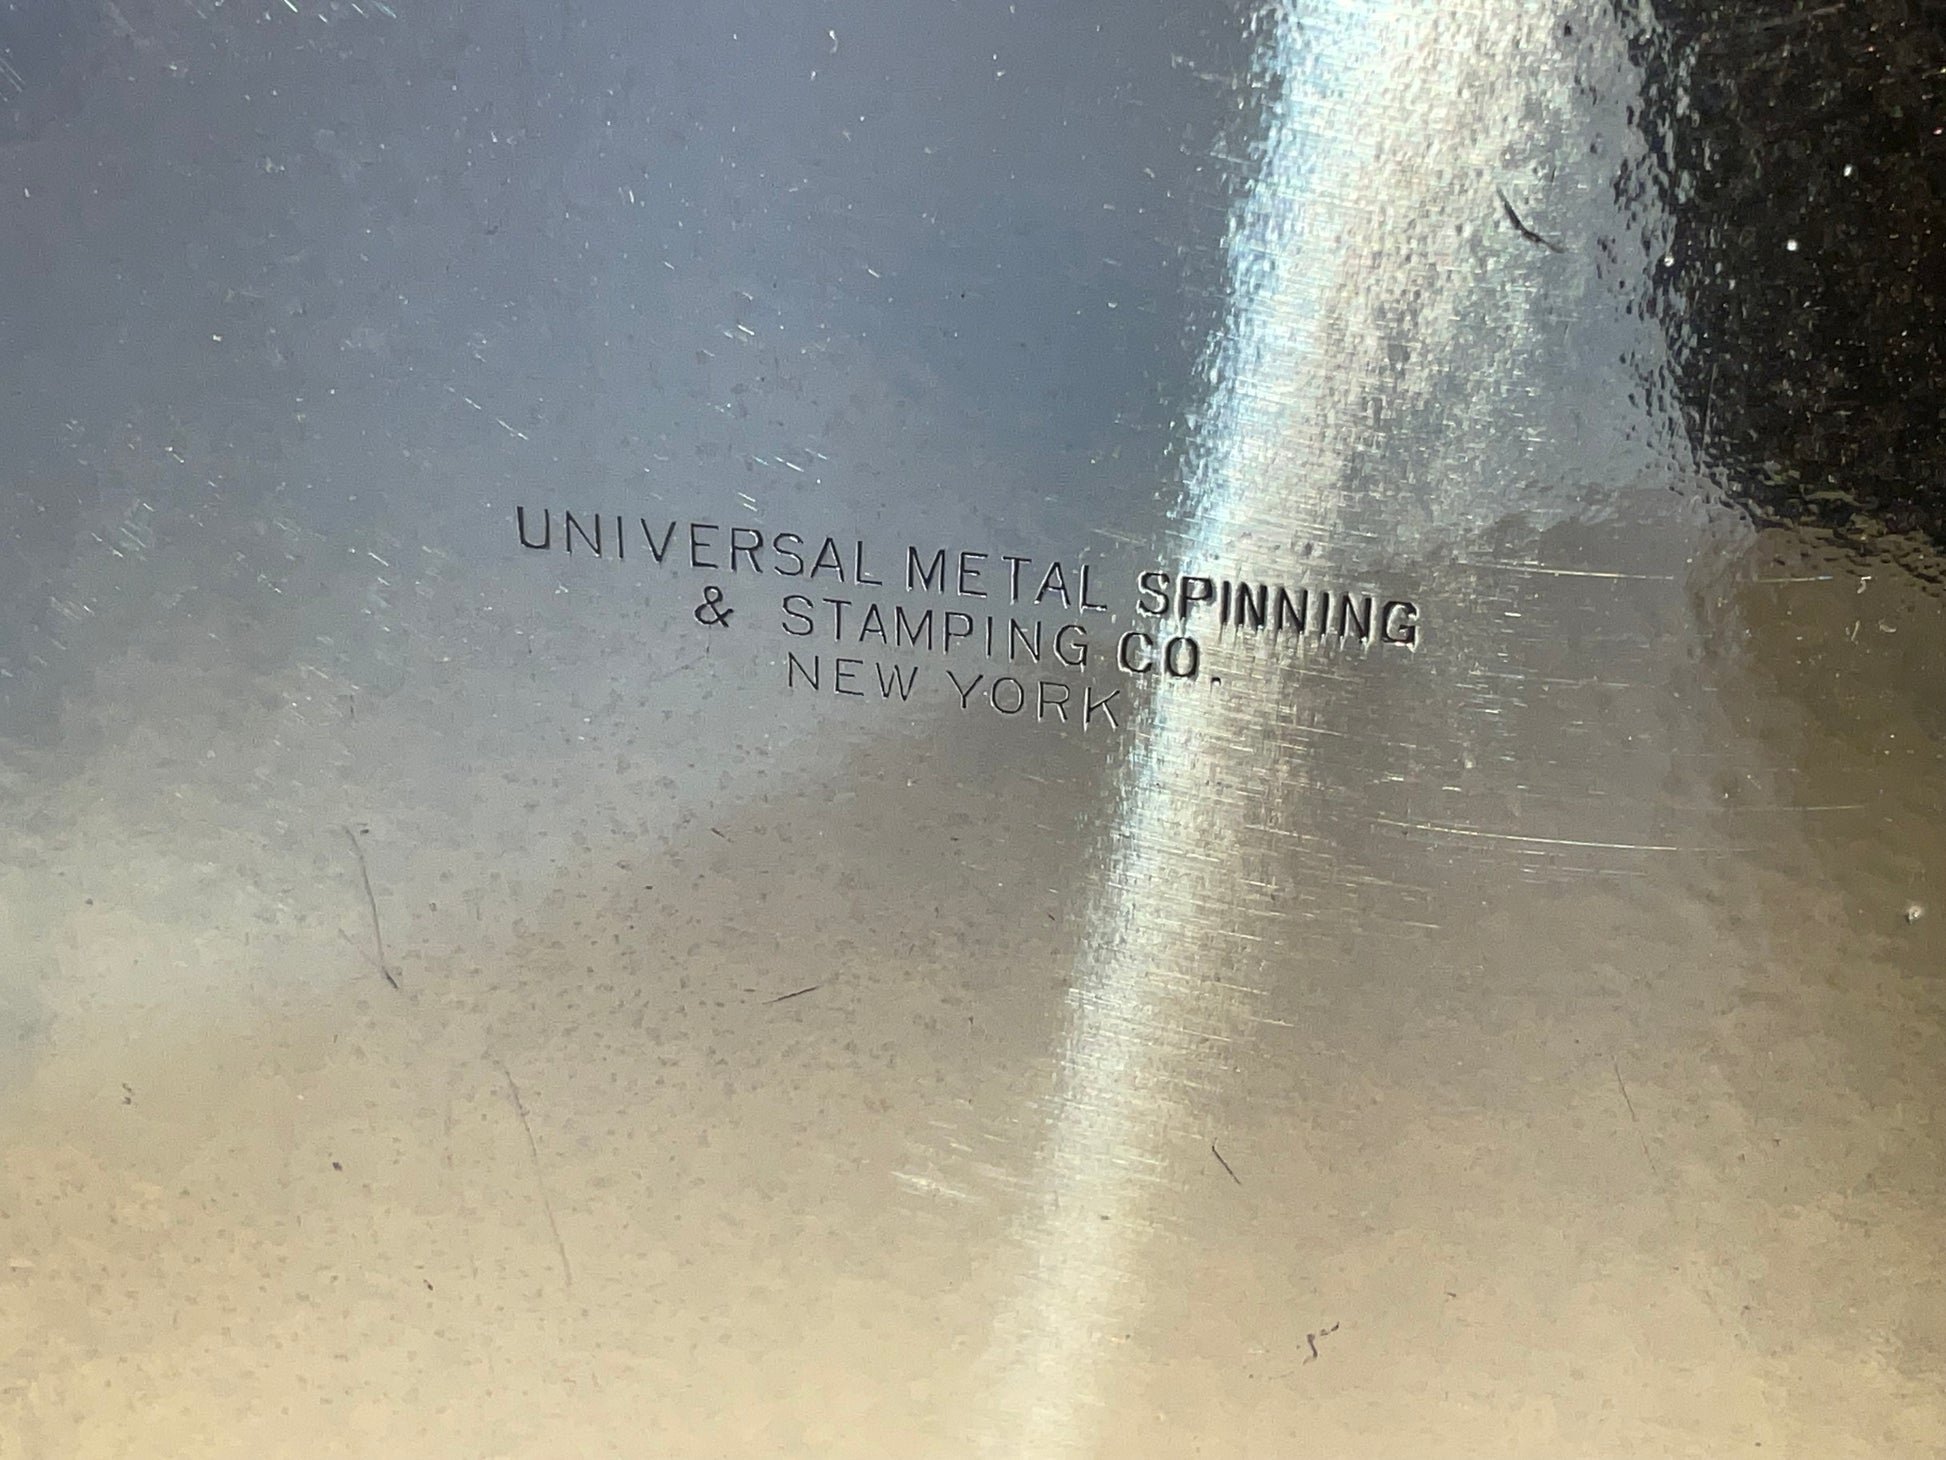 UNIVERSAL METAL SPINNING
& STAMPING CO.
NEW YORK